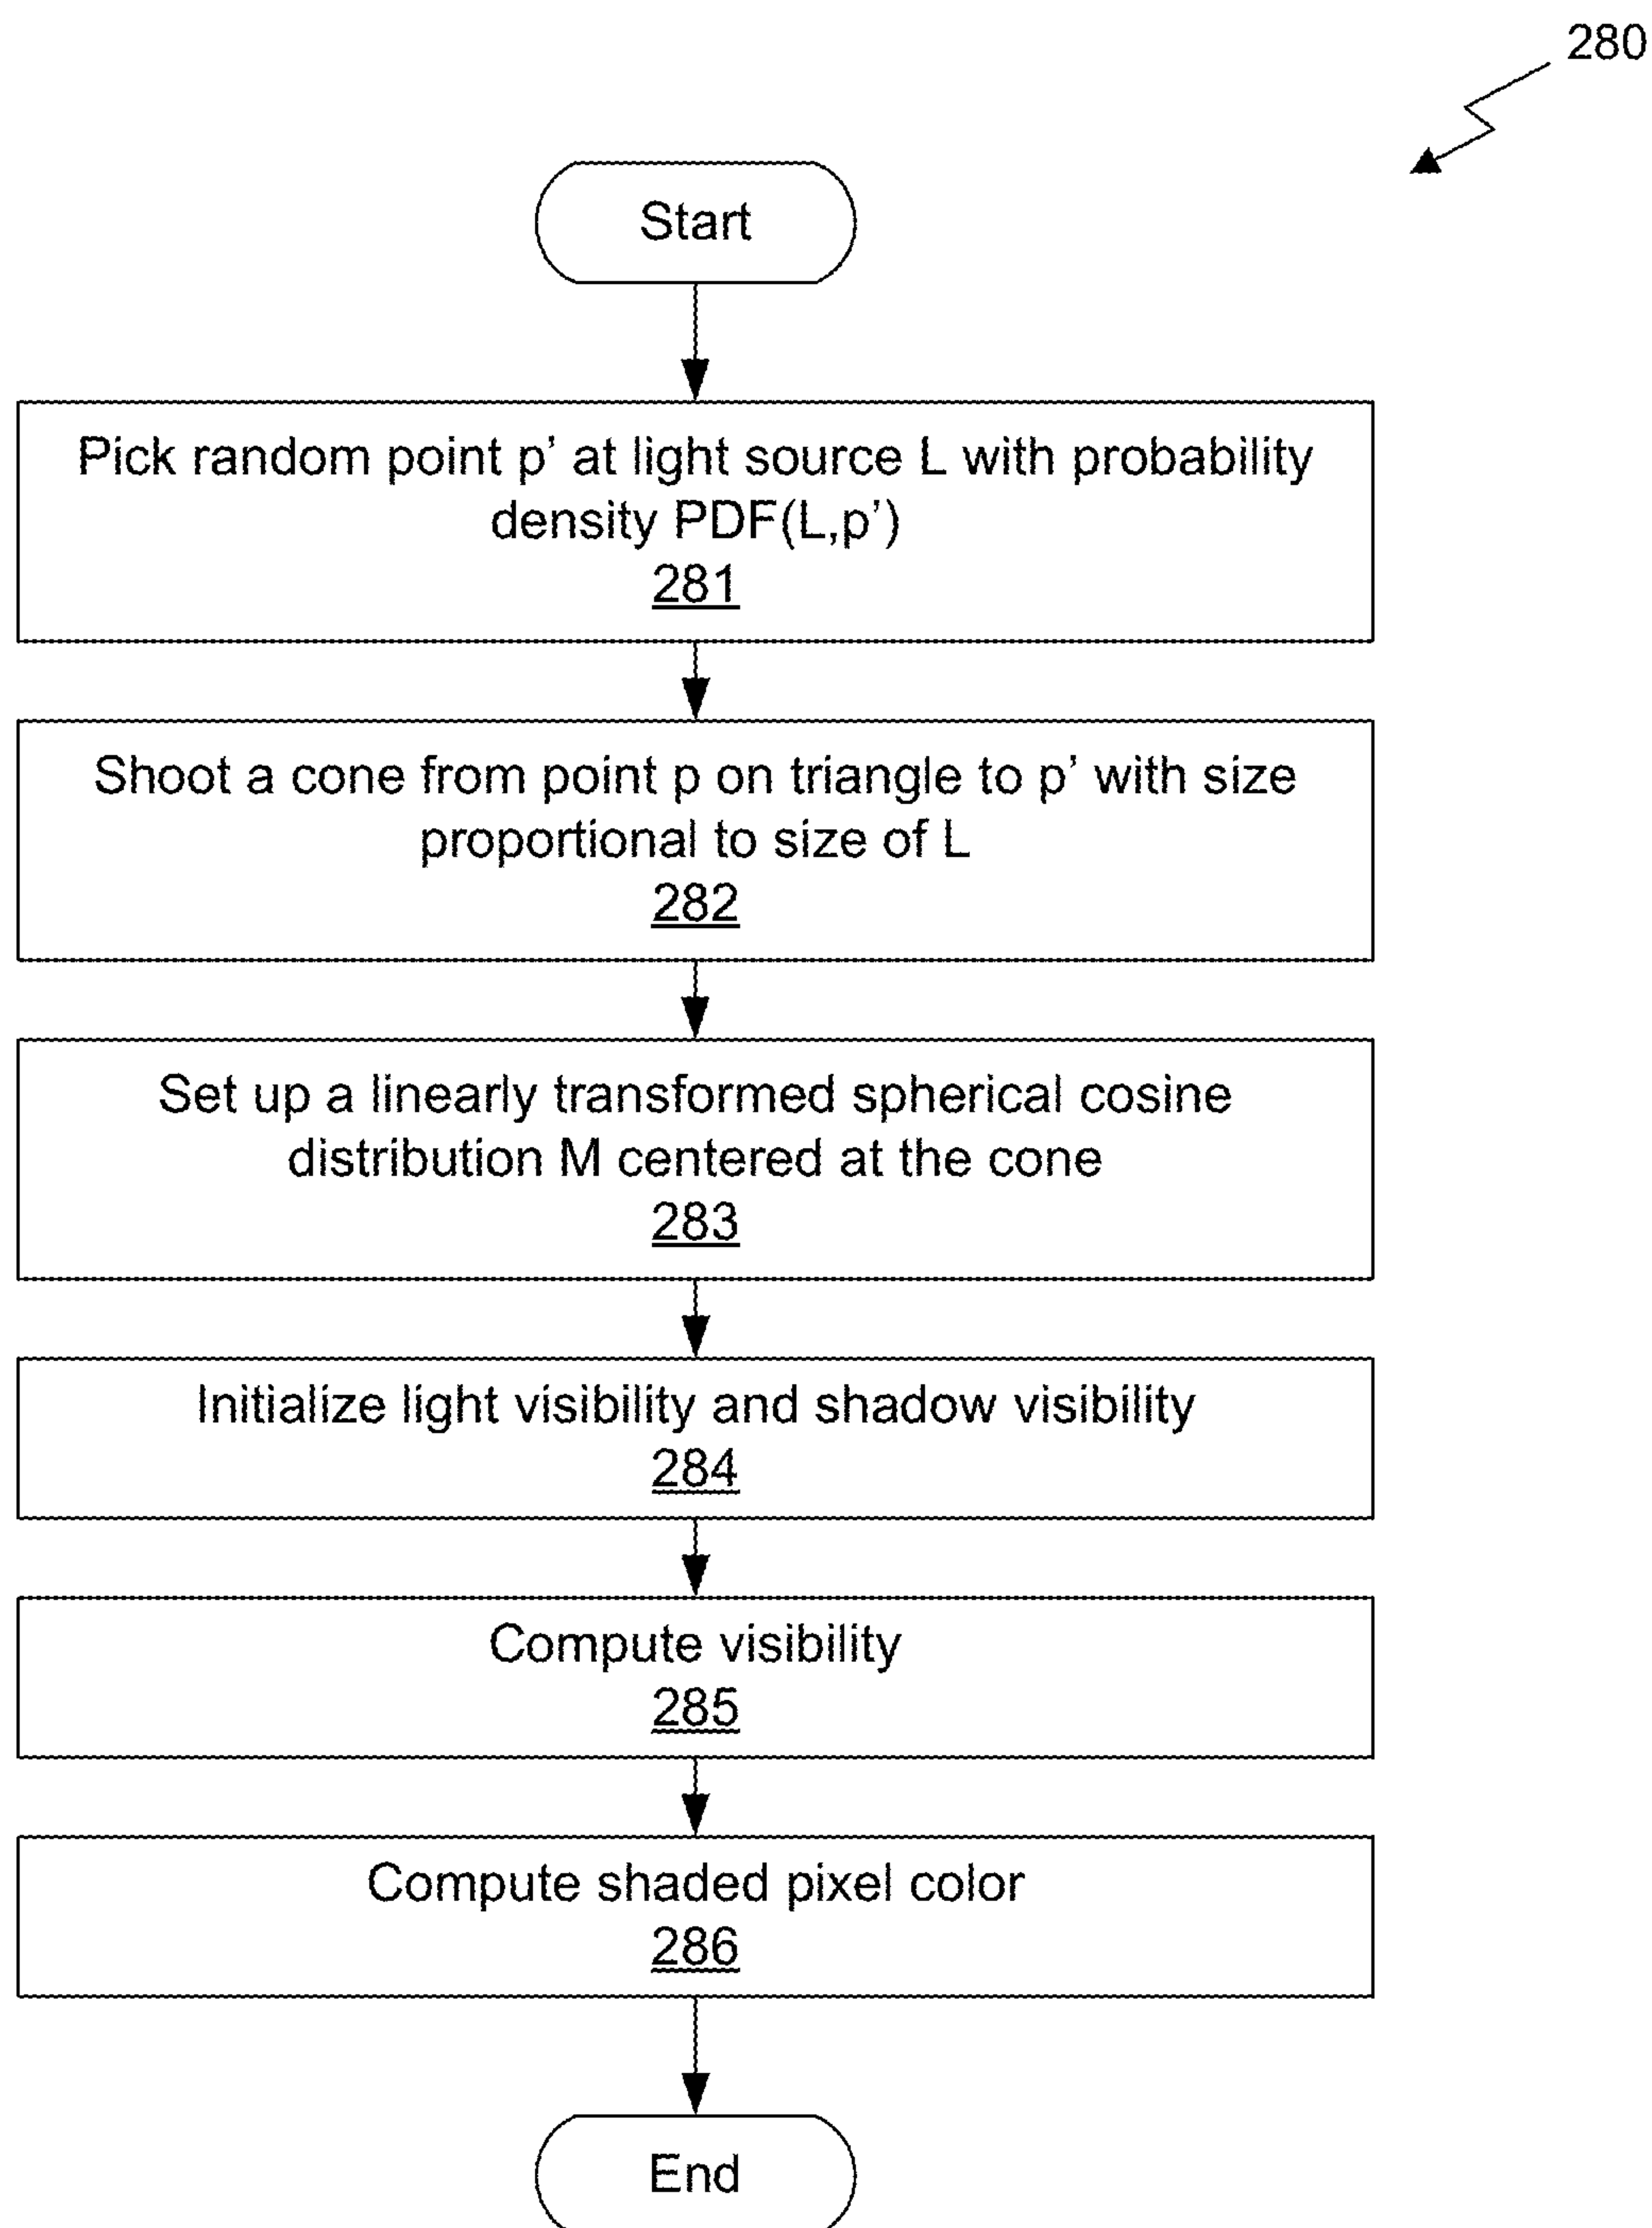 280
Start
Pick random point p’ at light source L with probability
density PDF(L,p’)
281
Shoot a cone from point p on triangle to p’ with size
proportional to size of L
282
Set up a linearly transformed spherical cosine
distribution M centered at the cone
283
Initialize light visibility and shadow visibility
284
Compute visibility
285
Compute shaded pixel color
286
End